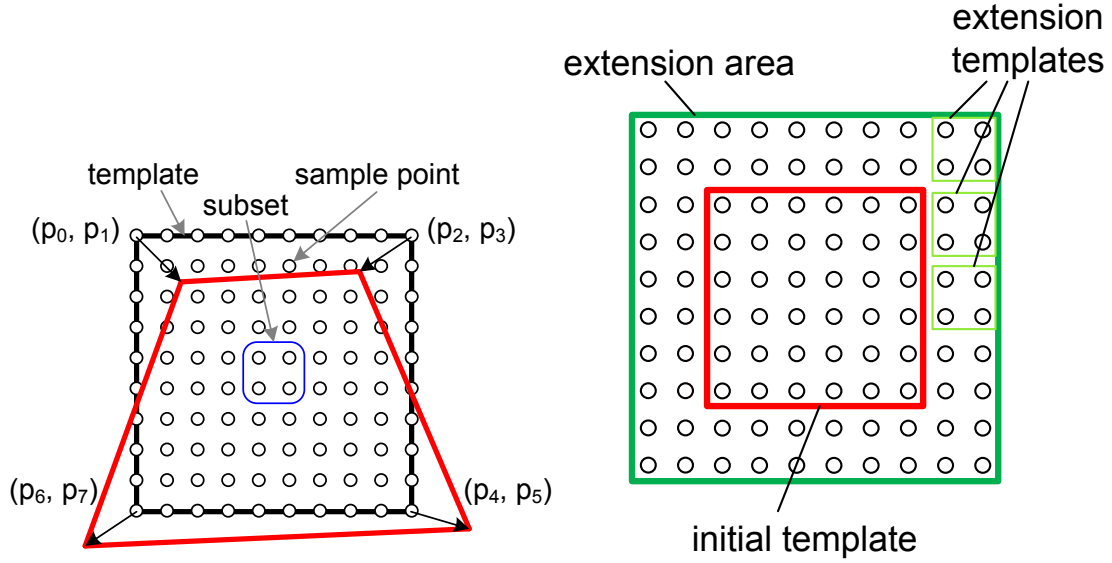 template
sample point
subset
(p₀, p₁)
(p₂, p₃)
(p₆, p₇)
(p₄, p₅)
extension
templates
extension area
initial template